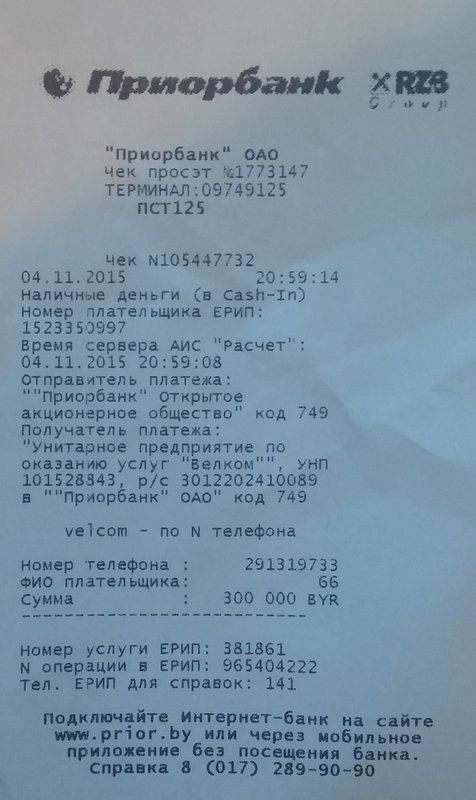 Приорбанк RZB
Group
"Приорбанк" ОАО
Чек просэт №1773147
ТЕРМИНАЛ:09749125
ПСТ125
Чек N105447732
04.11.2015 20:59:14
Наличные деньги (в Cash-In)
Номер плательщика ЕРИП:
1523350997
Время сервера АИС "Расчет":
04.11.2015 20:59:08
Отправитель платежа:
""Приорбанк" Открытое
акционерное общество" код 749
Получатель платежа:
"Унитарное предприятие по
оказанию услуг "Велком"", УНП
101528843, р/с 3012202410089
в ""Приорбанк" ОАО" код 749
velcom - по N телефона
Номер телефона : 291319733
ФИО плательщика: 66
Сумма : 300 000 BYR
---------------------------
Номер услуги ЕРИП: 381861
N операции в ЕРИП: 965404222
Тел. ЕРИП для справок: 141
Подключайте Интернет-банк на сайте
www.prior.by или через мобильное
приложение без посещения банка.
Справка 8 (017) 289-90-90